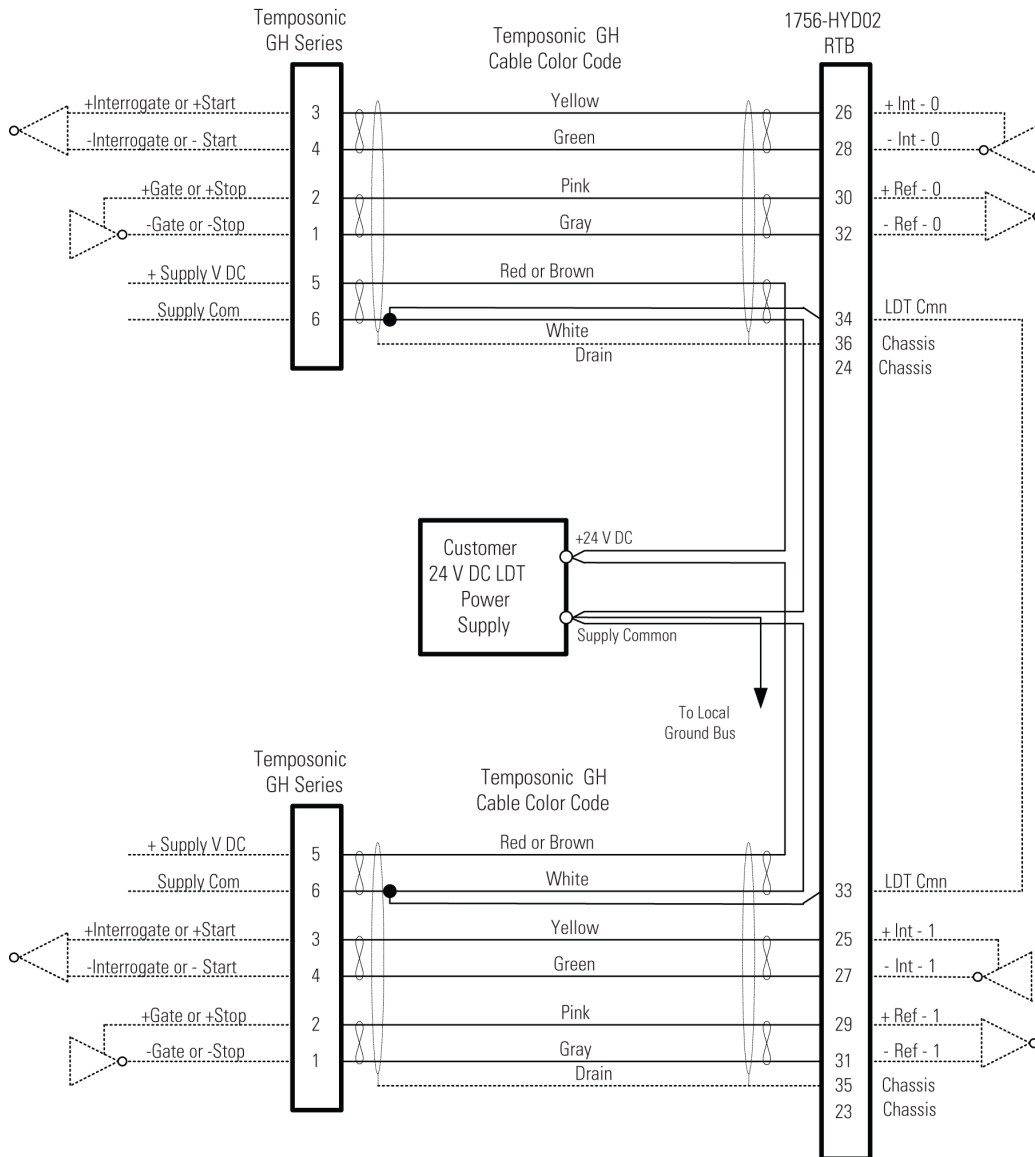 Temposonic
GH Series
Temposonic GH
Cable Color Code
1756-HYD02
RTB
+Interrogate or +Start
3
Yellow
26
+ Int - 0
-Interrogate or - Start
4
Green
28
- Int - 0
+Gate or +Stop
2
Pink
30
+ Ref - 0
-Gate or -Stop
1
Gray
32
- Ref - 0
+ Supply V DC
5
Red or Brown
Supply Com
6
White
34
LDT Cmn
Drain
36
Chassis
24
Chassis
Customer
24 V DC LDT
Power
Supply
+24 V DC
Supply Common
To Local
Ground Bus
Temposonic
GH Series
Temposonic GH
Cable Color Code
+ Supply V DC
5
Red or Brown
Supply Com
6
White
33
LDT Cmn
+Interrogate or +Start
3
Yellow
25
+ Int - 1
-Interrogate or - Start
4
Green
27
- Int - 1
+Gate or +Stop
2
Pink
29
+ Ref - 1
-Gate or -Stop
1
Gray
31
- Ref - 1
Drain
35
Chassis
23
Chassis